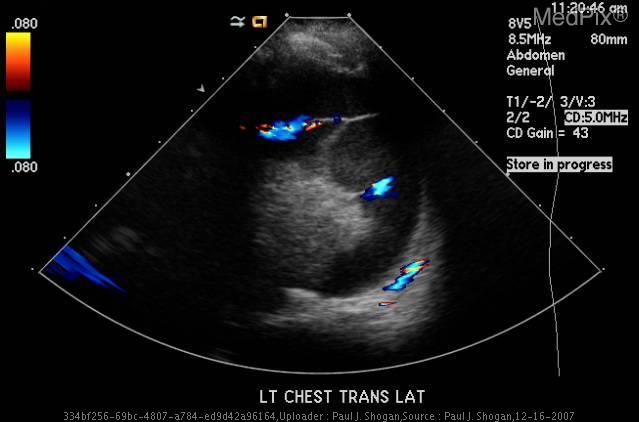 11:20:46 am
MedPix®
.080
8V5
8.5MHz 80mm
Abdomen
General
T1/-2/ 3/V:3
2/2 CD:5.0MHz
CD Gain = 43
.080
Store in progress
LT CHEST TRANS LAT
334bf256-69bc-4807-a784-ed9d42a96164,Uploader : Paul J. Shogan,Source : Paul J. Shogan,12-16-2007